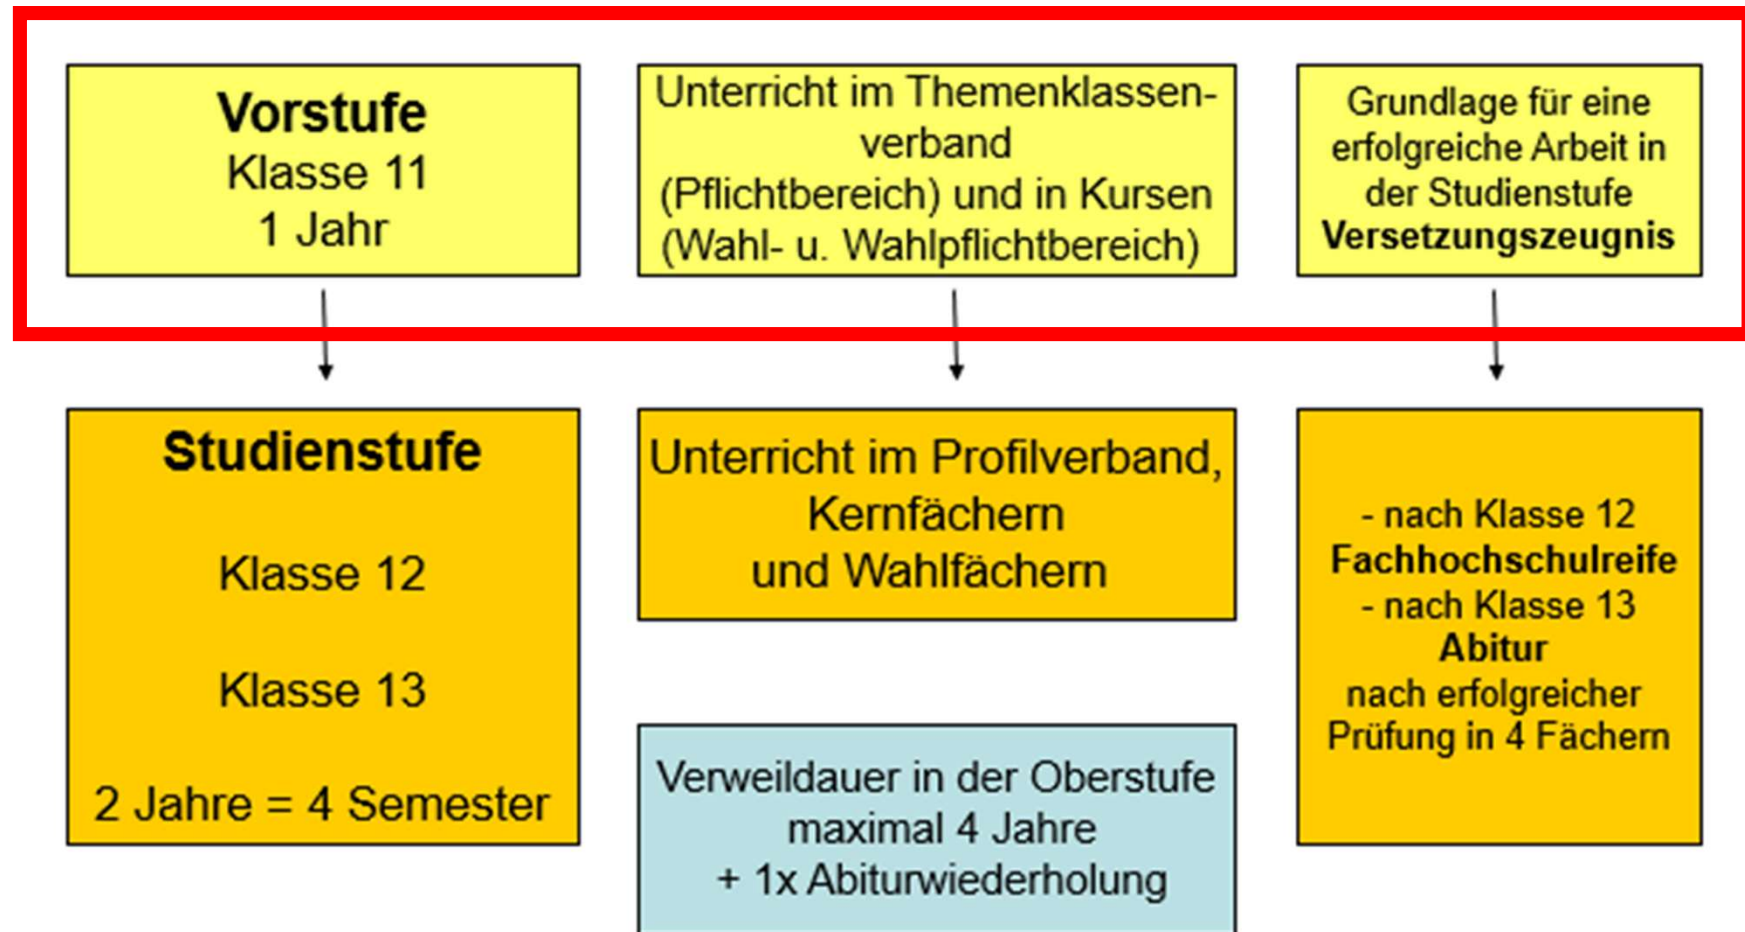 Vorstufe
Klasse 11
1 Jahr
Unterricht im Themenklassen-
verband
(Pflichtbereich) und in Kursen
(Wahl- u. Wahlpflichtbereich)
Grundlage für eine
erfolgreiche Arbeit in
der Studienstufe
Versetzungszeugnis
Studienstufe
Klasse 12
Klasse 13
2 Jahre = 4 Semester
Unterricht im Profilverband,
Kernfächern
und Wahlfächern
- nach Klasse 12
Fachhochschulreife
- nach Klasse 13
Abitur
nach erfolgreicher
Prüfung in 4 Fächern
Verweildauer in der Oberstufe
maximal 4 Jahre
+ 1x Abiturwiederholung